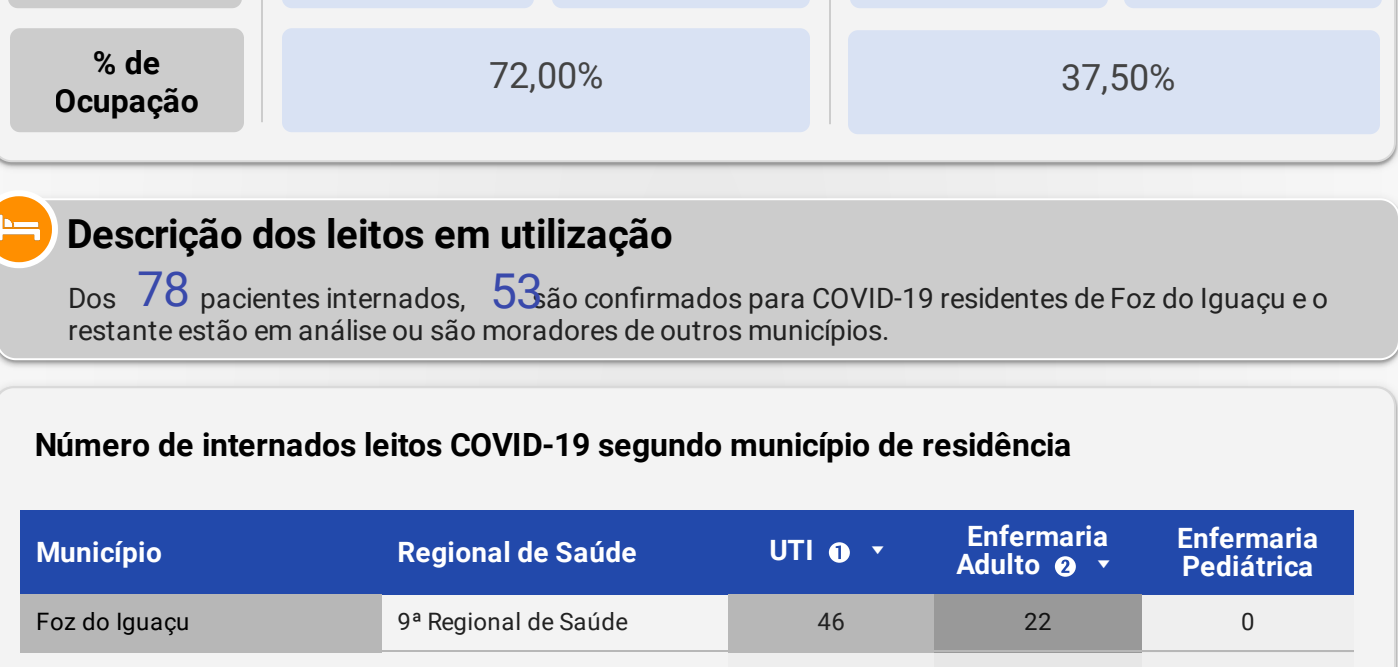 % de
Ocupação
72,00%
37,50%
Descrição dos leitos em utilização
Dos 78 pacientes internados, 53 são confirmados para COVID-19 residentes de Foz do Iguaçu e o
restante estão em análise ou são moradores de outros municípios.
Número de internados leitos COVID-19 segundo município de residência
Município
Regional de Saúde
UTI ❶
Enfermaria
Adulto ❷
Enfermaria
Pediátrica
Foz do Iguaçu
9ª Regional de Saúde
46
22
0